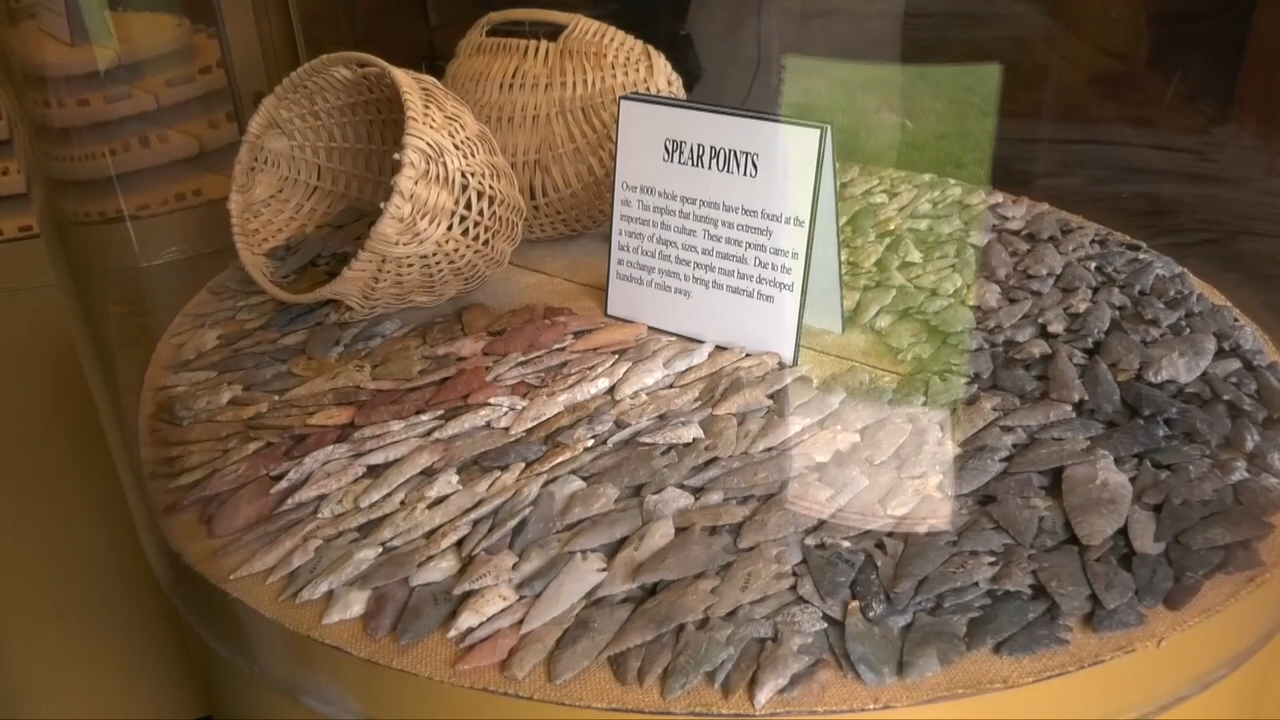 SPEAR POINTS
Over 8000 whole spear points have been found at the
site. This implies that hunting was extremely
important to this culture. These stone points came in
a variety of shapes, sizes, and materials. Due to the
lack of local flint, these people must have developed
an exchange system, to bring this material from
hundreds of miles away.